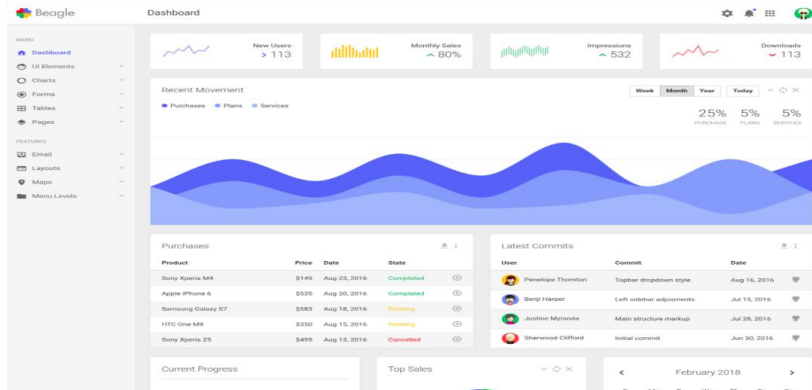 Beagle
Dashboard
MENU
Dashboard
UI Elements
Charts
Forms
Tables
Pages
FEATURES
Email
Layouts
Maps
Menu Levels
New Users
113
Monthly Sales
80%
Impressions
532
Downloads
113
Recent Movement
Week Month Year Today
Purchases Plans Services
25% 5% 5%
PURCHASE PLANS SERVICES
Purchases
Product Price Date State
Sony Xperia M4 $149 Aug 23, 2016 Completed
Apple iPhone 6 $535 Aug 20, 2016 Completed
Samsung Galaxy S7 $583 Aug 18, 2016 Pending
HTC One M9 $350 Aug 15, 2016 Pending
Sony Xperia Z5 $495 Aug 13, 2016 Cancelled
Latest Commits
User Commit Date
Penelope Thornton Topbar dropdown style Aug 16, 2016
Benji Harper Left sidebar adjusments Jul 15, 2016
Justine Myranda Main structure markup Jul 28, 2016
Sherwood Clifford Initial commit Jun 30, 2016
Current Progress
Top Sales
February 2018